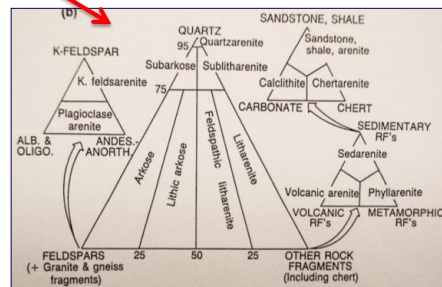 (b)
SANDSTONE, SHALE
QUARTZ
95
Quartzarenite
Sandstone,
shale, arenite
K-FELDSPAR
Subarkose
Sublitharenite
K. feldsarenite
75
Calclithite
Chertarenite
CARBONATE
CHERT
Plagioclase
arenite
SEDIMENTARY
RF's
ALB. &
OLIGO.
ANDES.-
ANORTH.
Arkose
Lithic arkose
Feldspathic
litharenite
Litharenite
Sedarenite
Volcanic arenite
Phyllarenite
VOLCANIC
RF's
METAMORPHIC
RF's
FELDSPARS
(+ Granite & gneiss
fragments)
25
50
25
OTHER ROCK
FRAGMENTS
(Including chert)